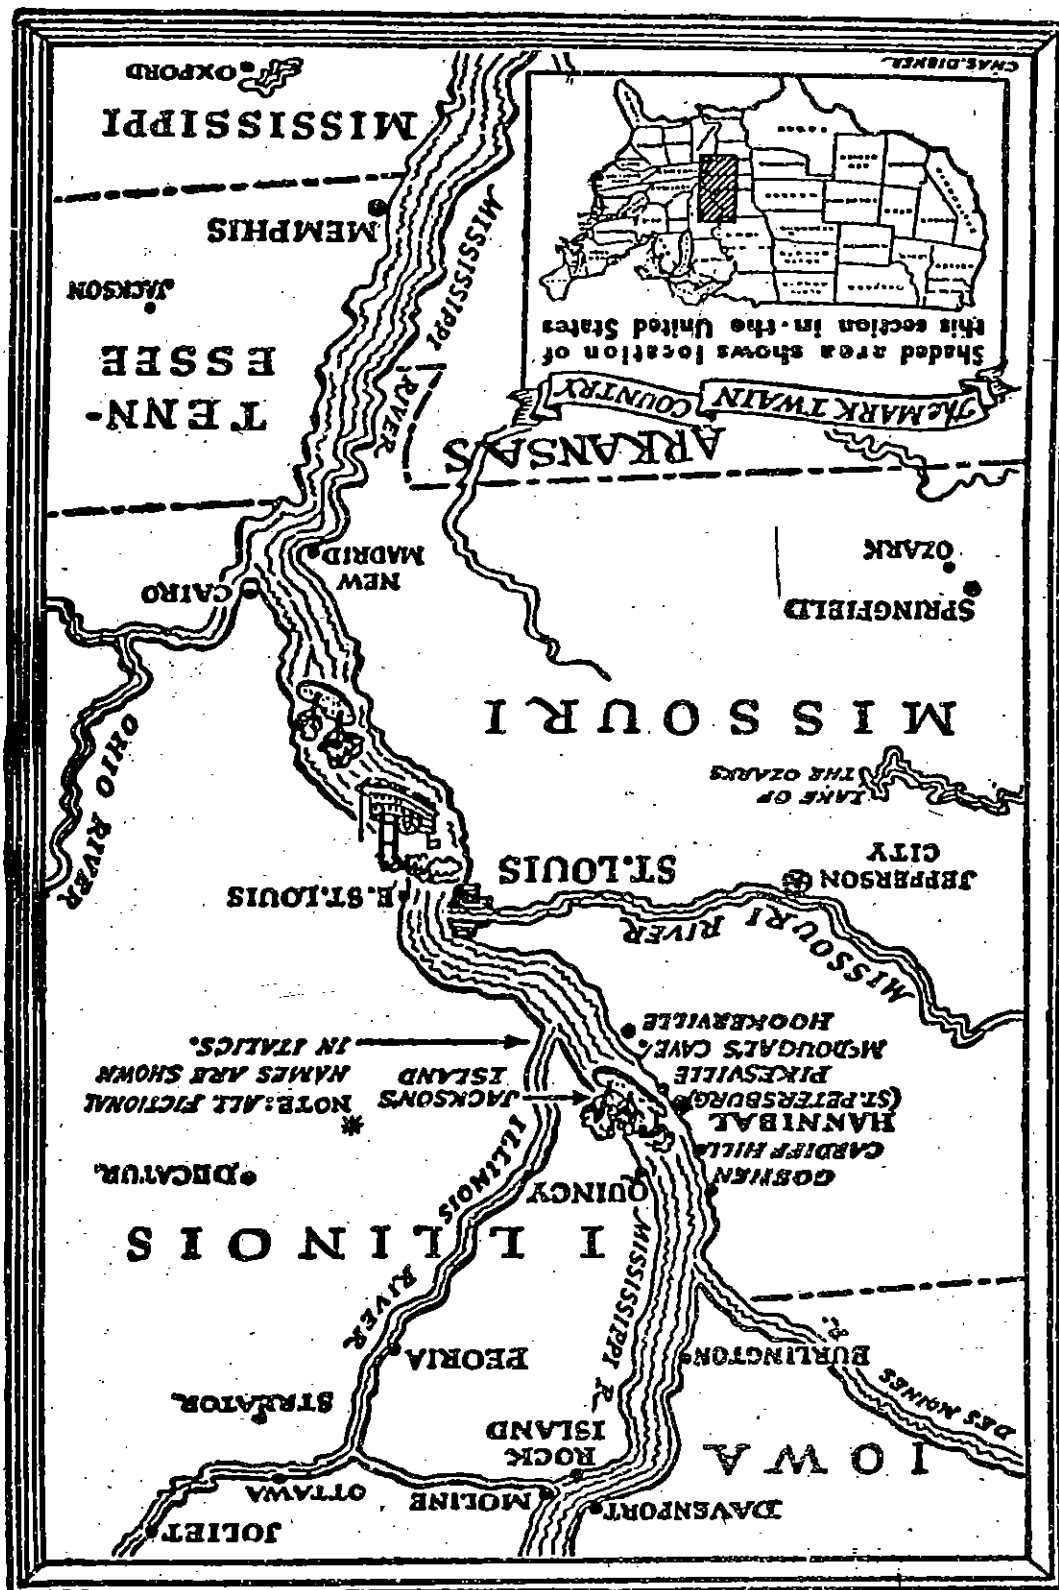 DAVENPORT
MOLINE
JOLIET
OTTAWA
IOWA
ROCK
ISLAND
STREATOR
DES MOINES
R.
BURLINGTON
MISSISSIPPI R.
PEORIA
ILLINOIS
RIVER
ILLINOIS
GOSHEN
CARDIFF HILL
HANNIBAL
(ST. PETERSBURG)
PIKESVILLE
McDOUGAL'S CAVE
HOOKERVILLE
QUINCY
DECATUR
JACKSON'S
ISLAND
NOTE: ALL FICTIONAL
NAMES ARE SHOWN
IN ITALICS.
MISSOURI RIVER
JEFFERSON
CITY
ST. LOUIS
E. ST. LOUIS
OHIO RIVER
LAKE OF
THE OZARKS
MISSOURI
SPRINGFIELD
OZARK
NEW
MADRID
CAIRO
ARKANSAS
The MARK TWAIN COUNTRY
Shaded area shows location of
this section in the United States
MISSISSIPPI RIVER
TENN-
ESSEE
JACKSON
MEMPHIS
MISSISSIPPI
OXFORD
CHAS.